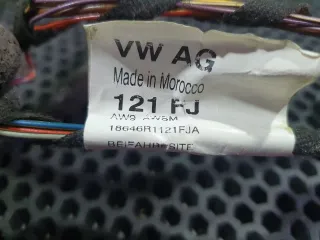 VW AG
Made in Morocco
121 FJ
18646R1121FJA